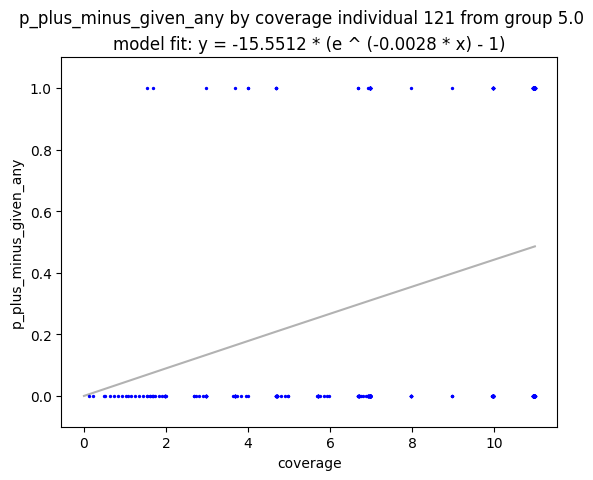 p_plus_minus_given_any by coverage individual 121 from group 5.0
model fit: y = -15.5512 * (e ^ (-0.0028 * x) - 1)
1.0
0.8
0.6
0.4
0.2
0.0
p_plus_minus_given_any
0 2 4 6 8 10
coverage